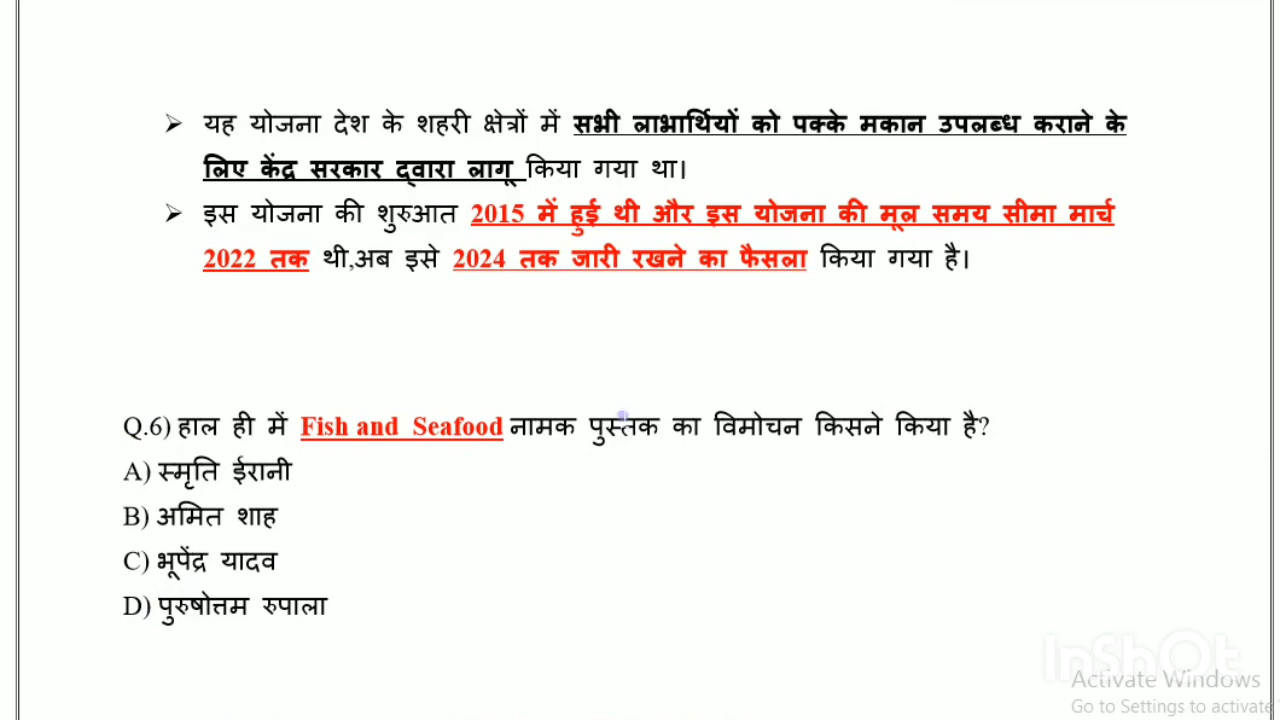 ➢ यह योजना देश के शहरी क्षेत्रों में सभी लाभार्थियों को पक्के मकान उपलब्ध कराने के
लिए केंद्र सरकार द्वारा लागू किया गया था।
➢ इस योजना की शुरुआत 2015 में हुई थी और इस योजना की मूल समय सीमा मार्च
2022 तक थी,अब इसे 2024 तक जारी रखने का फैसला किया गया है।
Q.6) हाल ही में Fish and Seafood नामक पुस्तक का विमोचन किसने किया है?
A) स्मृति ईरानी
B) अमित शाह
C) भूपेंद्र यादव
D) पुरुषोत्तम रुपाला
InShOt
Activate Windows
Go to Settings to activate